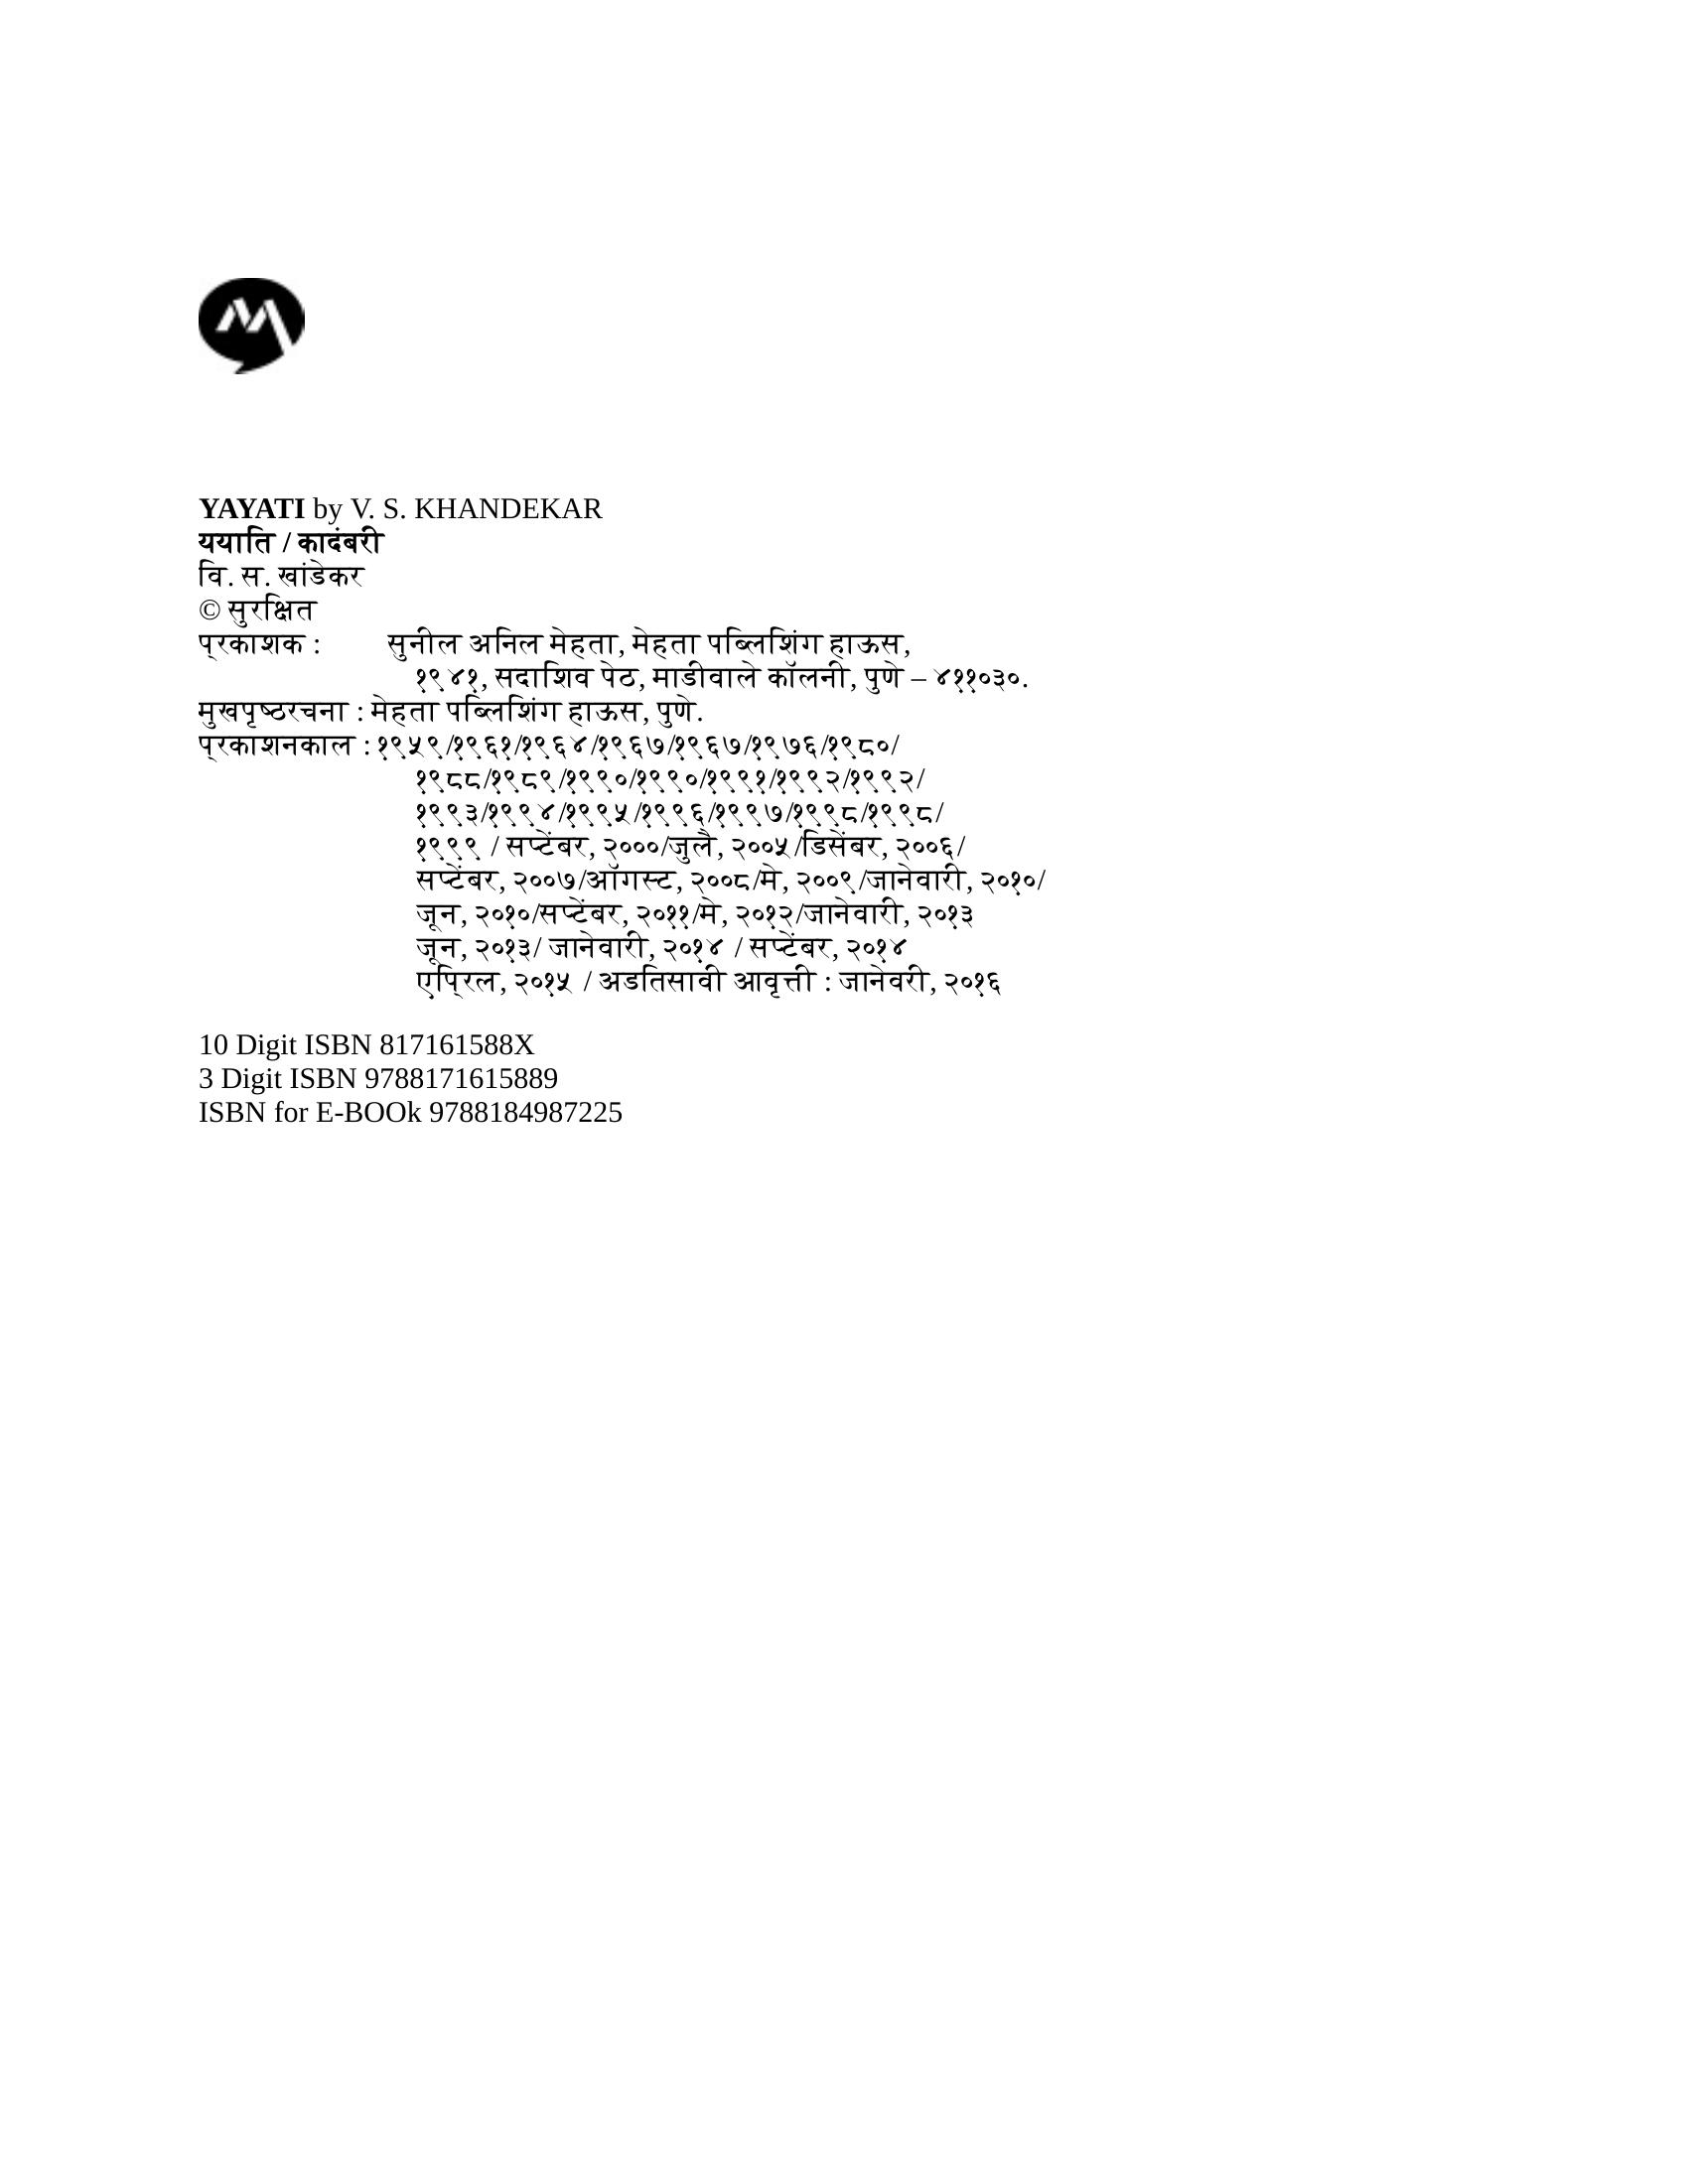 YAYATI by V. S. KHANDEKAR
ययाति / कादंबरी
वि. स. खांडेकर
© सुरक्षित
प्रकाशक : सुनील अनिल मेहता, मेहता पब्लिशिंग हाऊस,
१९४१, सदाशिव पेठ, माडीवाले कॉलनी, पुणे – ४११०३०.
मुखपृष्ठरचना : मेहता पब्लिशिंग हाऊस, पुणे.
प्रकाशनकाल : १९५९/१९६१/१९६४/१९६७/१९६७/१९७६/१९८०/
१९८८/१९८९/१९९०/१९९०/१९९१/१९९२/१९९२/
१९९३/१९९४/१९९५/१९९६/१९९७/१९९८/१९९८/
१९९९ / सप्टेंबर, २०००/जुलै, २००५/डिसेंबर, २००६/
सप्टेंबर, २००७/ऑगस्ट, २००८/मे, २००९/जानेवारी, २०१०/
जून, २०१०/सप्टेंबर, २०११/मे, २०१२/जानेवारी, २०१३
जून, २०१३/ जानेवारी, २०१४ / सप्टेंबर, २०१४
एप्रिल, २०१५ / अडतिसावी आवृत्ती : जानेवरी, २०१६
10 Digit ISBN 817161588X
3 Digit ISBN 9788171615889
ISBN for E-BOOk 9788184987225